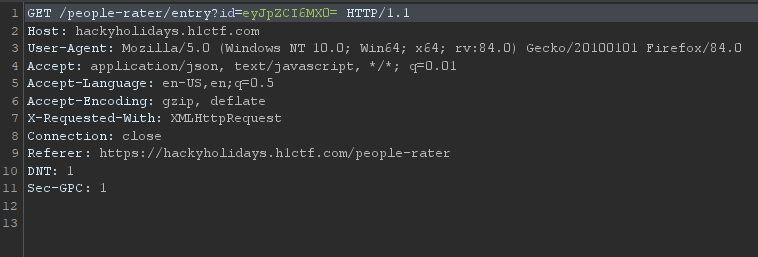 1 GET /people-rater/entry?id=eyJpZCI6MX0= HTTP/1.1
2 Host: hackyholidays.h1ctf.com
3 User-Agent: Mozilla/5.0 (Windows NT 10.0; Win64; x64; rv:84.0) Gecko/20100101 Firefox/84.0
4 Accept: application/json, text/javascript, */*; q=0.01
5 Accept-Language: en-US,en;q=0.5
6 Accept-Encoding: gzip, deflate
7 X-Requested-With: XMLHttpRequest
8 Connection: close
9 Referer: https://hackyholidays.h1ctf.com/people-rater
10 DNT: 1
11 Sec-GPC: 1
12
13